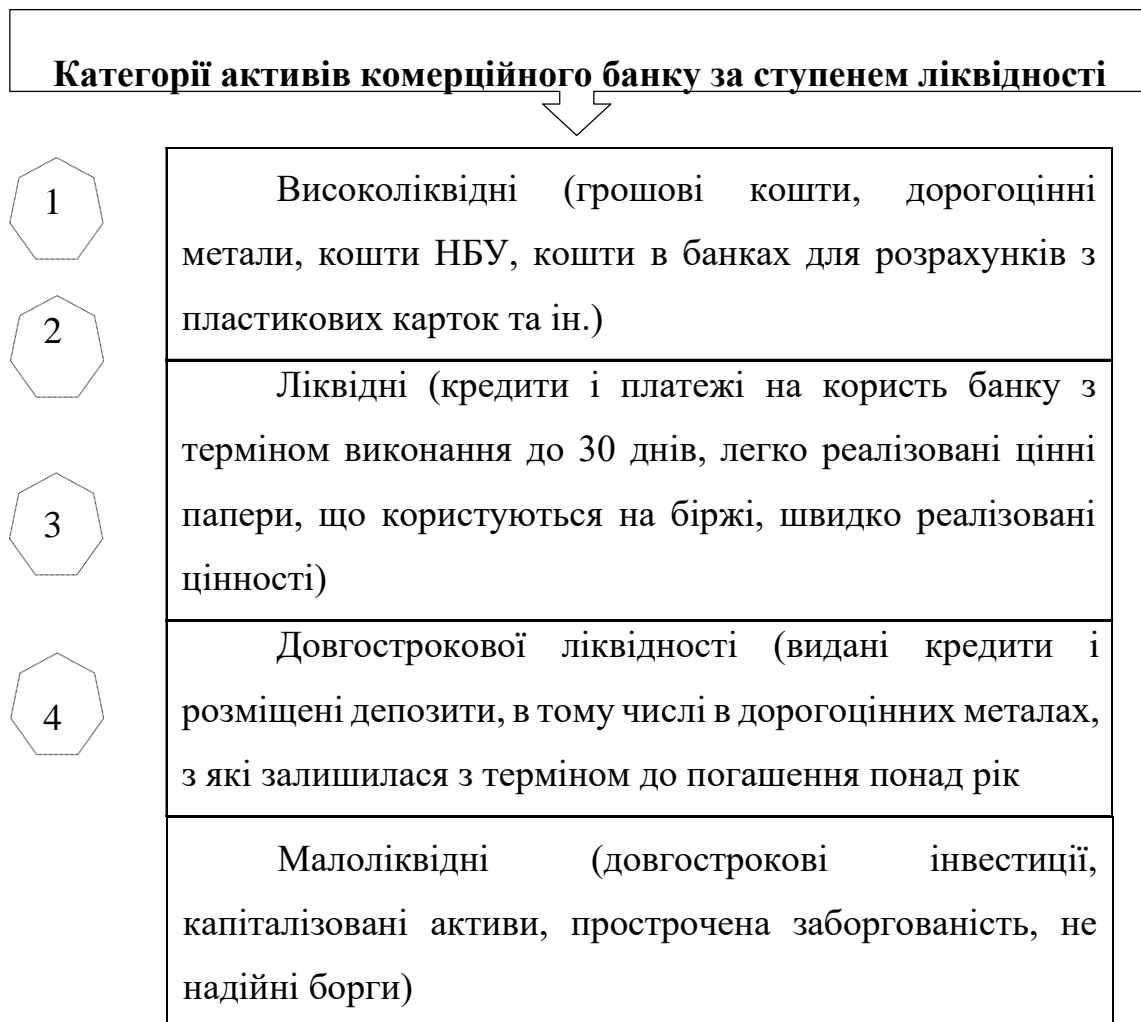 Категорії активів комерційного банку за ступенем ліквідності
1
Високоліквідні (грошові кошти, дорогоцінні
метали, кошти НБУ, кошти в банках для розрахунків з
пластикових карток та ін.)
2
Ліквідні (кредити і платежі на користь банку з
терміном виконання до 30 днів, легко реалізовані цінні
папери, що користуються на біржі, швидко реалізовані
цінності)
3
Довгострокової ліквідності (видані кредити і
розміщені депозити, в тому числі в дорогоцінних металах,
з які залишилася з терміном до погашення понад рік
4
Малоліквідні (довгострокові інвестиції,
капіталізовані активи, прострочена заборгованість, не
надійні борги)